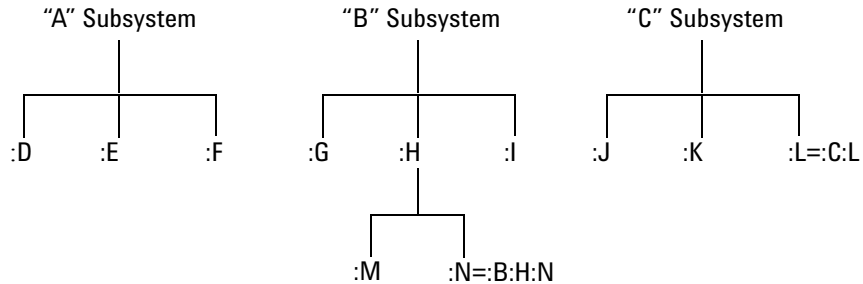 “A” Subsystem “B” Subsystem “C” Subsystem
:D :E :F :G :H :I :J :K :L=:C:L
:M :N=:B:H:N